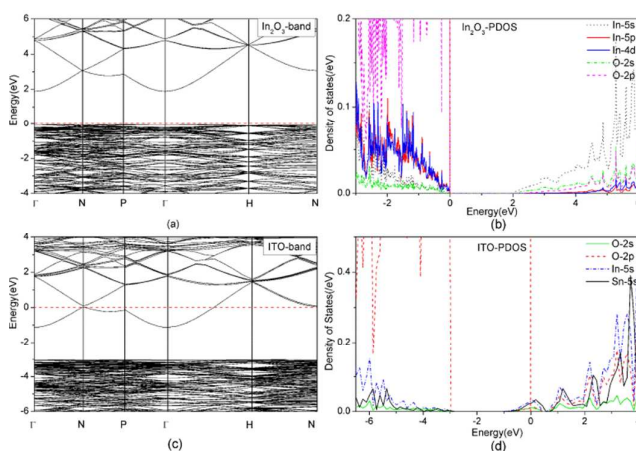 In₂O₃-band
Energy(eV)
6
4
2
0
-2
-4
Γ N P Γ H N
(a)
In₂O₃-PDOS
In-5s
In-5p
In-4d
O-2s
O-2p
Density of states(/eV)
0.2
0.1
0.0
-2 0 2 4
Energy(eV)
(b)
ITO-band
Energy(eV)
4
2
0
-2
-4
-6
Γ N P Γ H N
(c)
ITO-PDOS
O-2s
O-2p
In-5s
Sn-5s
Density of States(/eV)
0.4
0.2
0.0
-6 -4 -2 0 2
Energy(eV)
(d)